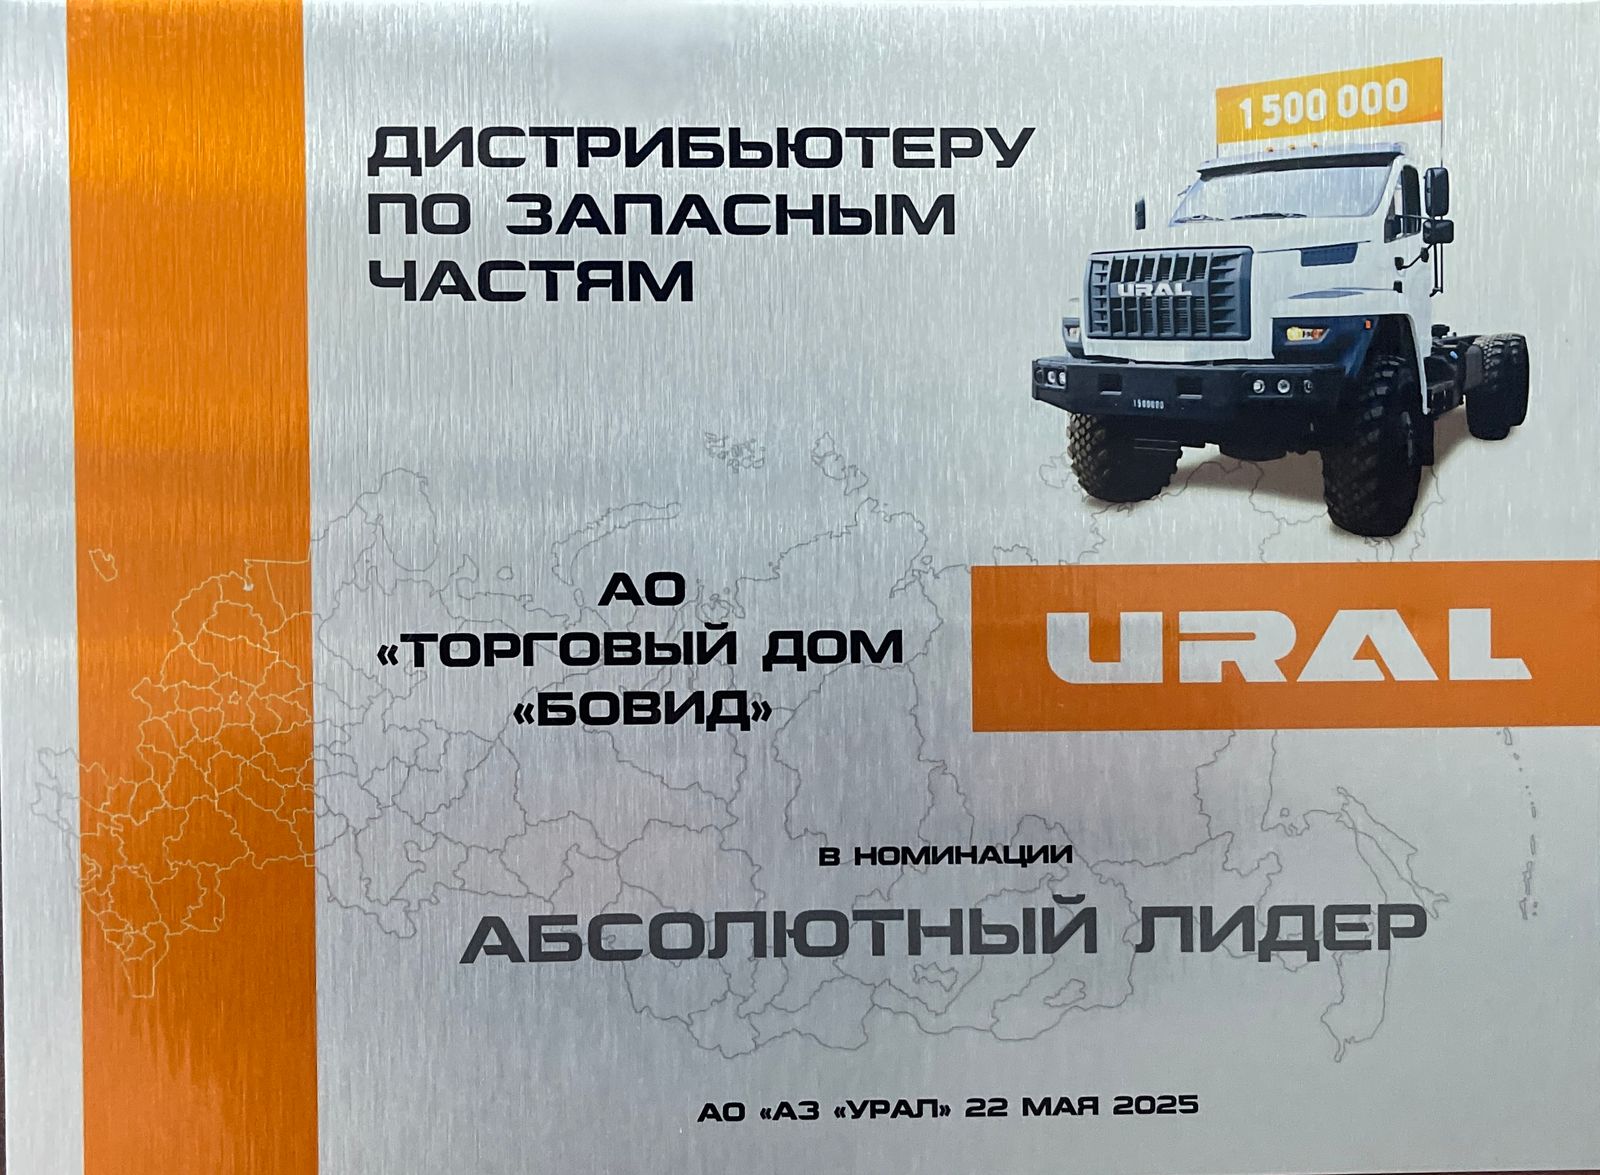 1 500 000
ДИСТРИБЬЮТЕРУ
ПО ЗАПАСНЫМ
ЧАСТЯМ
URAL
1500000
АО
«ТОРГОВЫЙ ДОМ
«БОВИД»
URAL
В НОМИНАЦИИ
АБСОЛЮТНЫЙ ЛИДЕР
АО «АЗ «УРАЛ» 22 МАЯ 2025